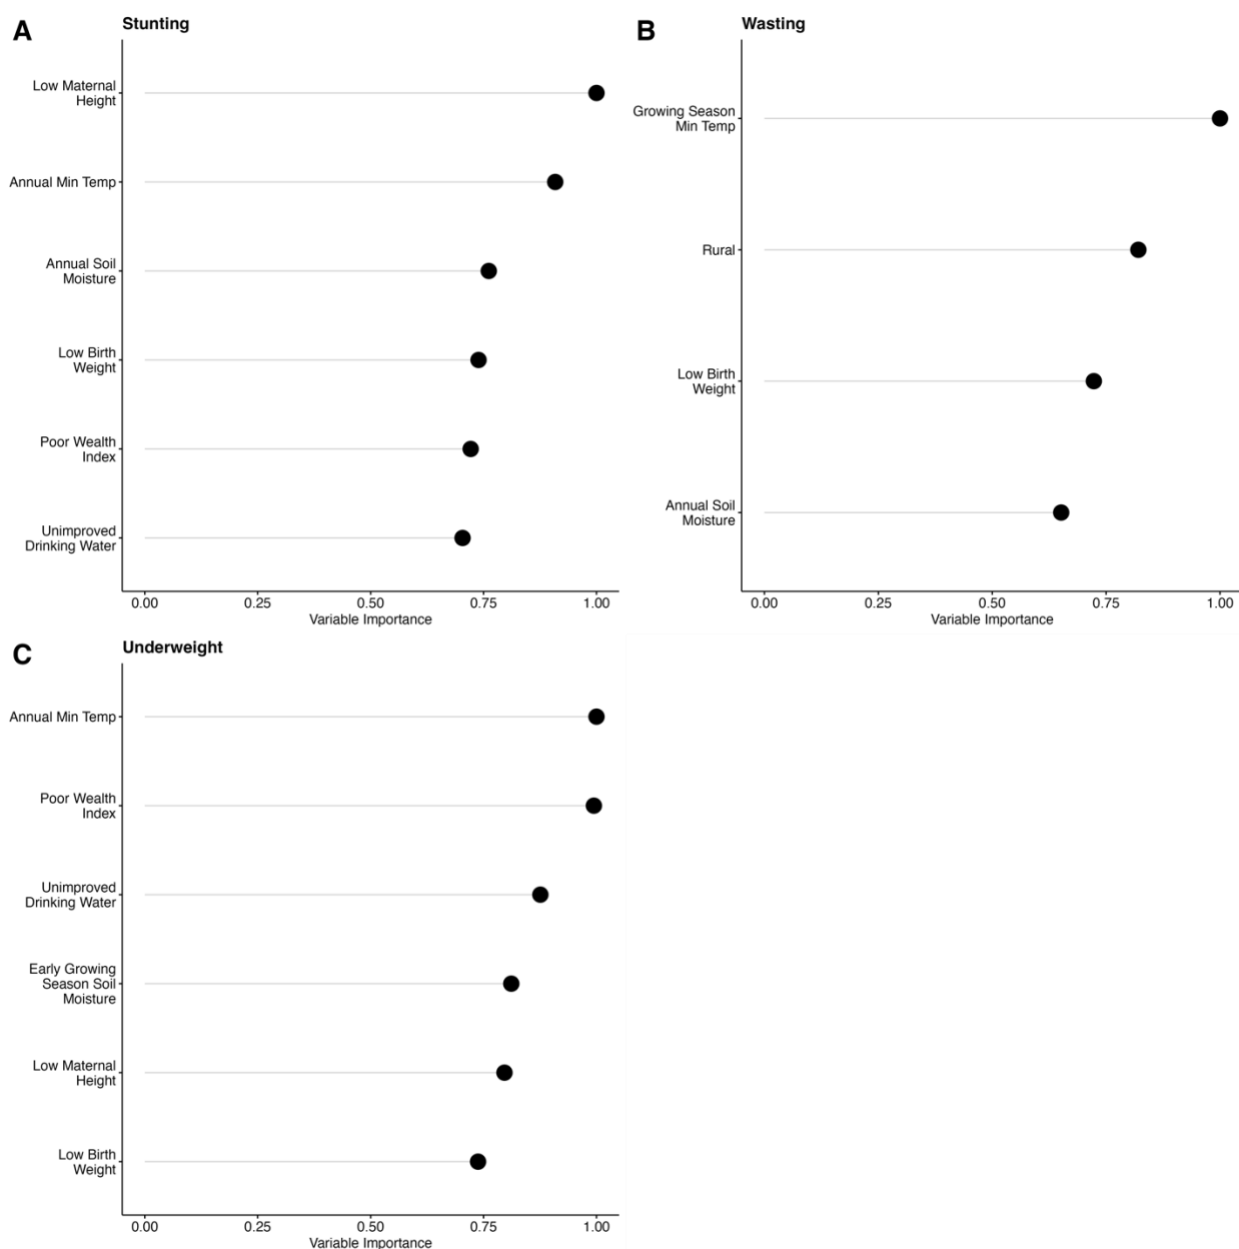 A
Stunting
Low Maternal
Height
Annual Min Temp
Annual Soil
Moisture
Low Birth
Weight
Poor Wealth
Index
Unimproved
Drinking Water
0.00 0.25 0.50 0.75 1.00
Variable Importance
B
Wasting
Growing Season
Min Temp
Rural
Low Birth
Weight
Annual Soil
Moisture
0.00 0.25 0.50 0.75 1.00
Variable Importance
C
Underweight
Annual Min Temp
Poor Wealth
Index
Unimproved
Drinking Water
Early Growing
Season Soil
Moisture
Low Maternal
Height
Low Birth
Weight
0.00 0.25 0.50 0.75 1.00
Variable Importance